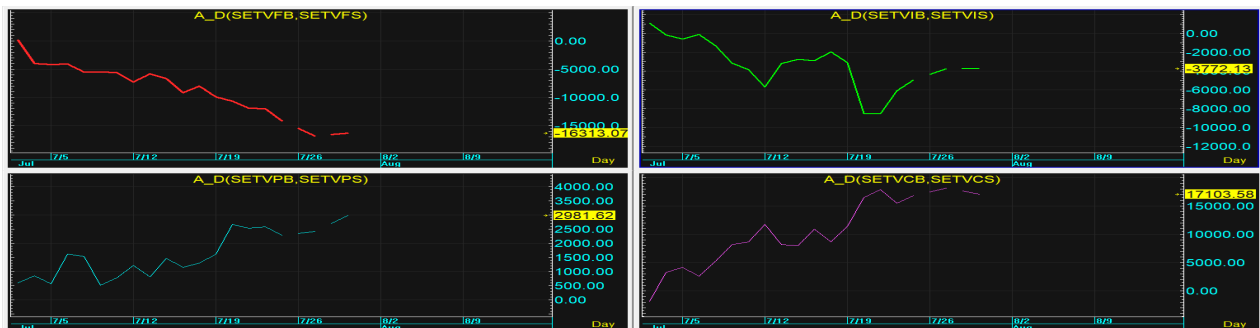 A_D(SETVFB,SETVFS)
0.00
-5000.00
-10000.0
-15000.0
-16313.07
7/5 7/12 7/19 7/26 8/2 8/9
Jul Aug Day
A_D(SETVIB,SETVIS)
0.00
-2000.00
-3772.13
-6000.00
-8000.00
-10000.0
-12000.0
7/5 7/12 7/19 7/26 8/2 8/9
Jul Aug Day
A_D(SETVPB,SETVPS)
4000.00
3500.00
2981.62
2500.00
2000.00
1500.00
1000.00
500.00
0.00
7/5 7/12 7/19 7/26 8/2 8/9
Jul Aug Day
A_D(SETVCB,SETVCS)
17103.58
15000.00
10000.00
5000.00
0.00
7/5 7/12 7/19 7/26 8/2 8/9
Jul Aug Day